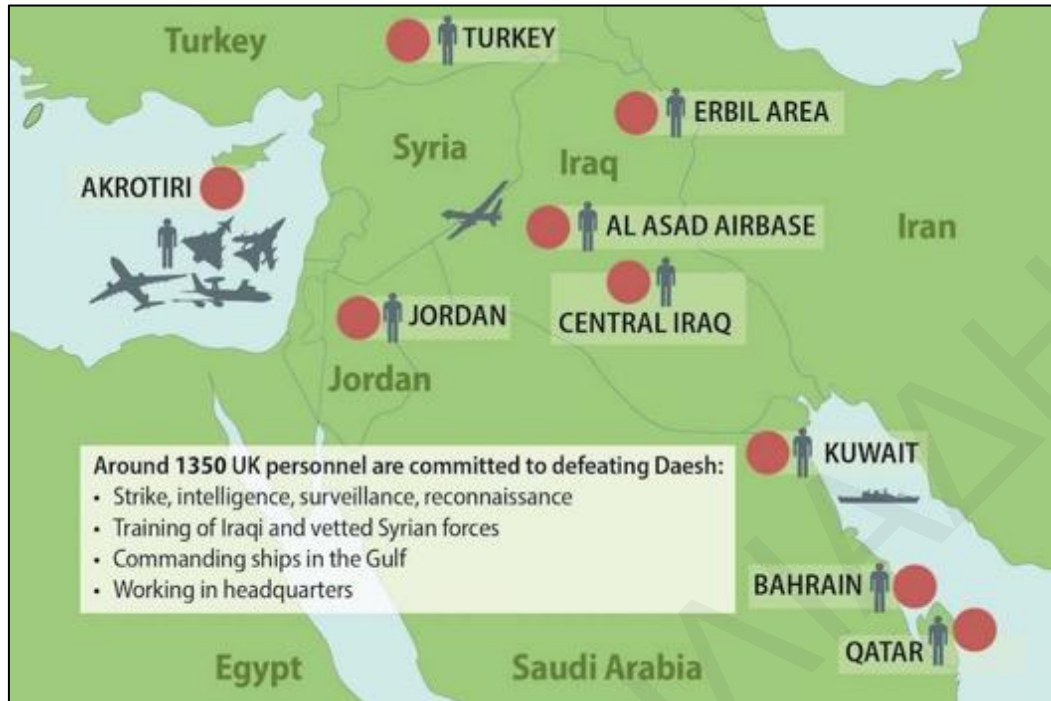 Turkey
TURKEY
ERBIL AREA
Syria
Iraq
AKROTIRI
AL ASAD AIRBASE
Iran
CENTRAL IRAQ
JORDAN
Jordan
KUWAIT
Around 1350 UK personnel are committed to defeating Daesh:
• Strike, intelligence, surveillance, reconnaissance
• Training of Iraqi and vetted Syrian forces
• Commanding ships in the Gulf
• Working in headquarters
BAHRAIN
QATAR
Egypt
Saudi Arabia